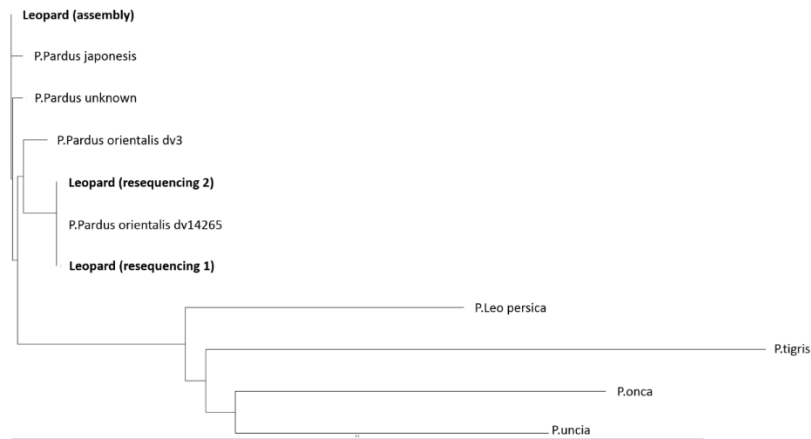 Leopard (assembly)
P.Pardus japonesis
P.Pardus unknown
P.Pardus orientalis dv3
Leopard (resequencing 2)
P.Pardus orientalis dv14265
Leopard (resequencing 1)
P.Leo persica
P.tigris
P.onca
P.uncia